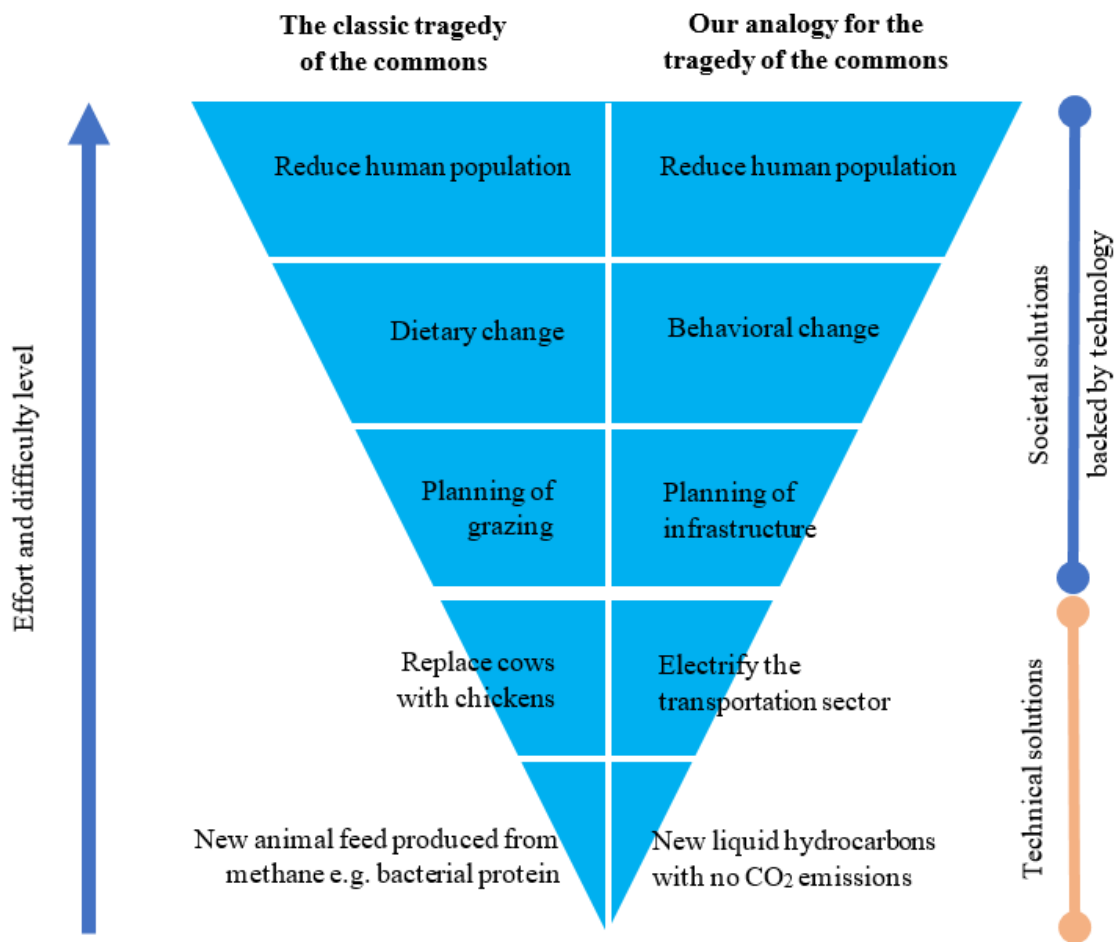 The classic tragedy
of the commons
Our analogy for the
tragedy of the commons
Effort and difficulty level
Reduce human population
Reduce human population
Dietary change
Behavioral change
Planning of
grazing
Planning of
infrastructure
Replace cows
with chickens
Electrify the
transportation sector
New animal feed produced from
methane e.g. bacterial protein
New liquid hydrocarbons
with no CO₂ emissions
Societal solutions
backed by technology
Technical solutions